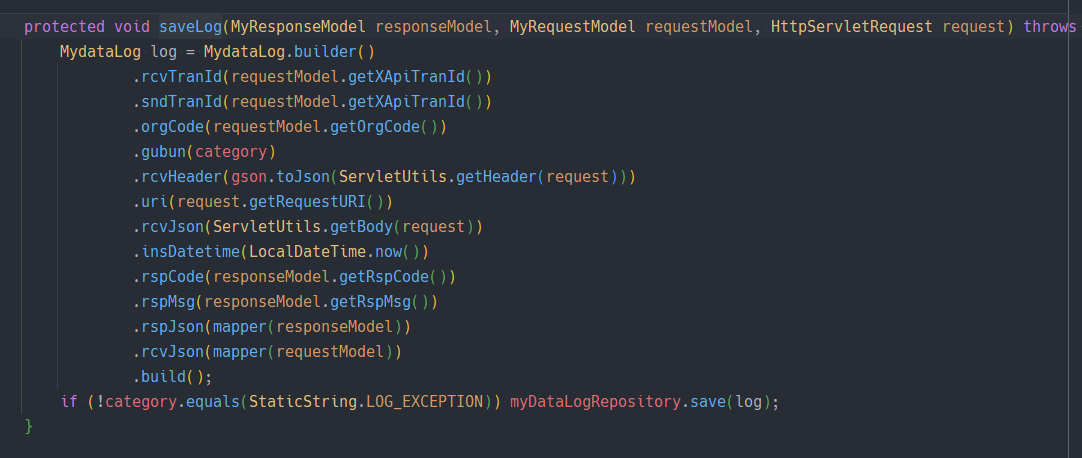 protected void saveLog(MyResponseModel responseModel, MyRequestModel requestModel, HttpServletRequest request) throws
MydataLog log = MydataLog.builder()
.rcvTranId(requestModel.getXApiTranId())
.sndTranId(requestModel.getXApiTranId())
.orgCode(requestModel.getOrgCode())
.gubun(category)
.rcvHeader(gson.toJson(ServletUtils.getHeader(request)))
.uri(request.getRequestURI())
.rcvJson(ServletUtils.getBody(request))
.insDatetime(LocalDateTime.now())
.rspCode(responseModel.getRspCode())
.rspMsg(responseModel.getRspMsg())
.rspJson(mapper(responseModel))
.rcvJson(mapper(requestModel))
.build();
if (!category.equals(StaticString.LOG_EXCEPTION)) myDataLogRepository.save(log);
}